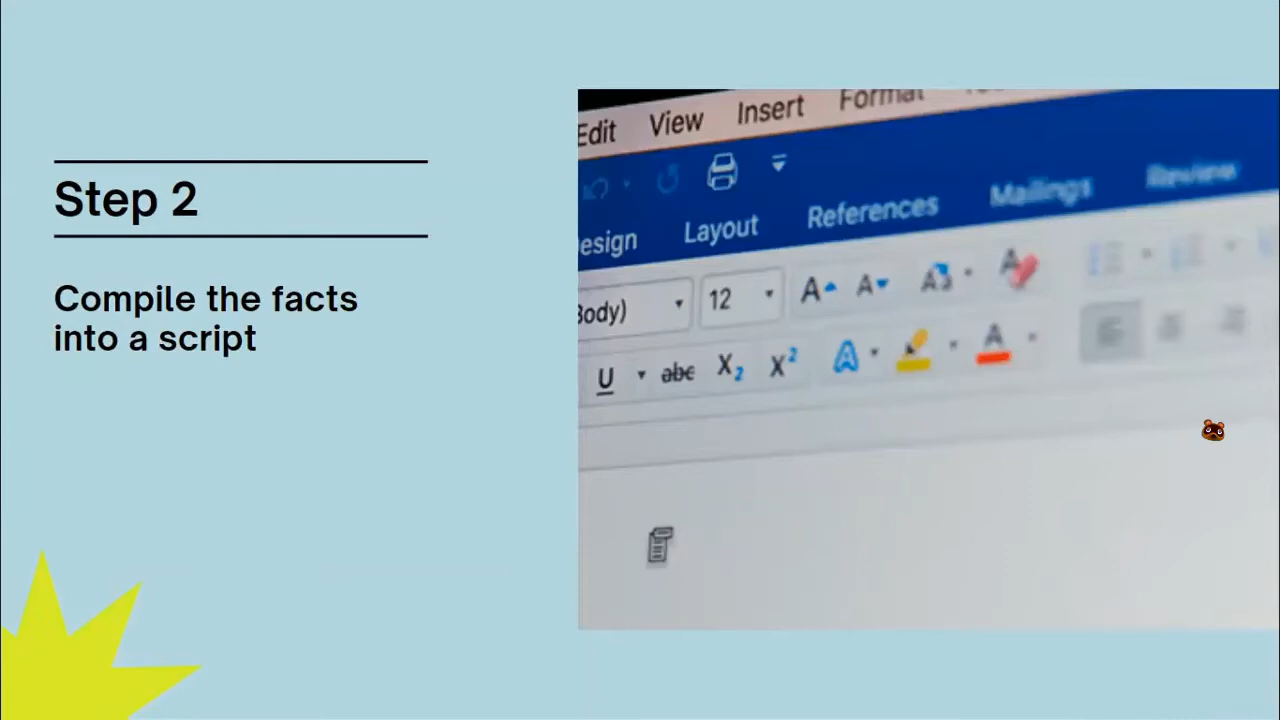 Step 2
Compile the facts
into a script
Edit View Insert Format
esign Layout References Mailings Review
Body) 12 A A A A
U abc X2 X2 A A